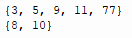 {3, 5, 9, 11, 77}
{8, 10}